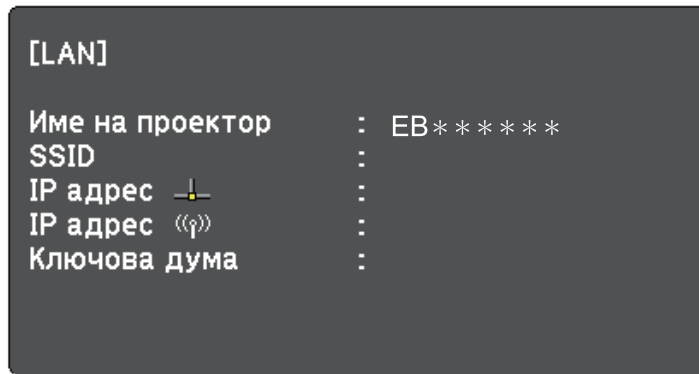 [LAN]
Име на проектор : EB∗∗∗∗∗∗
SSID :
IP адрес :
IP адрес :
Ключова дума :